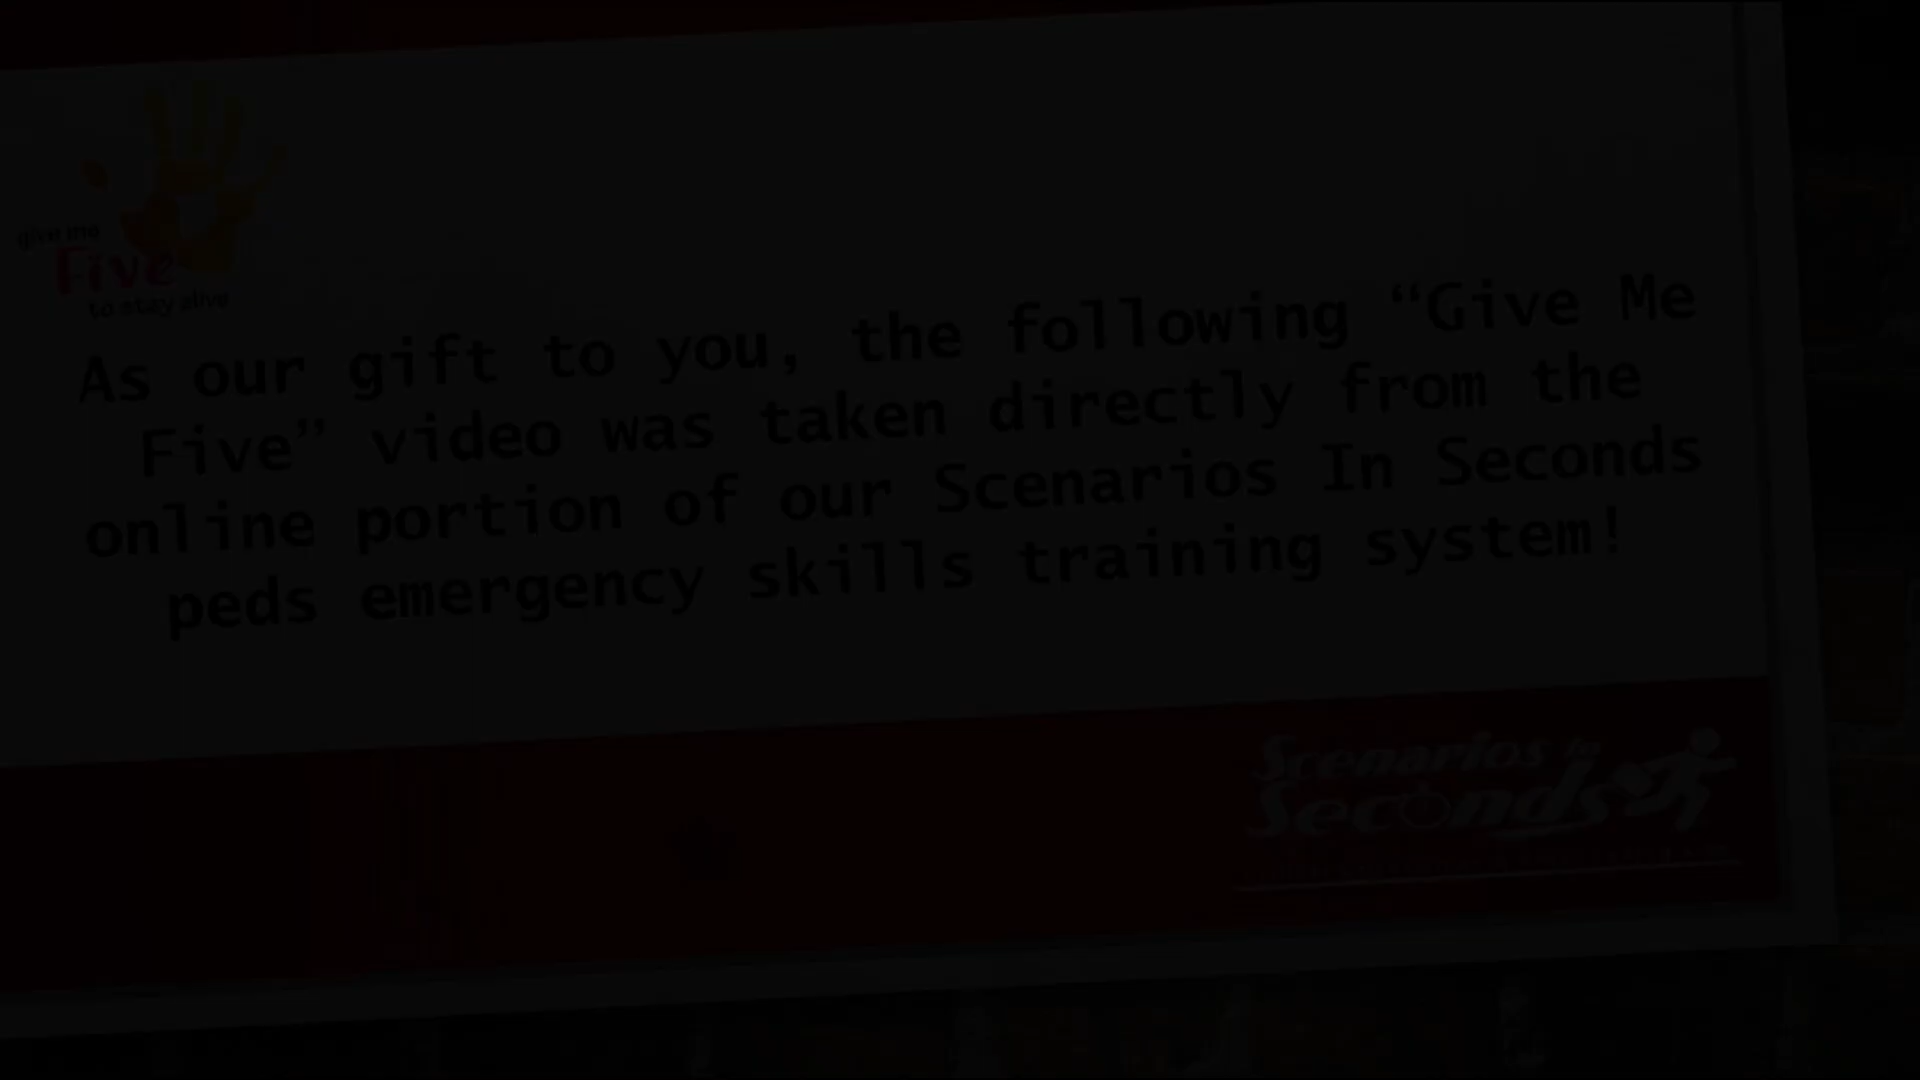 give me
Five
to stay alive
As our gift to you, the following “Give Me
Five” video was taken directly from the
online portion of our Scenarios In Seconds
peds emergency skills training system!
Scenarios in
Seconds